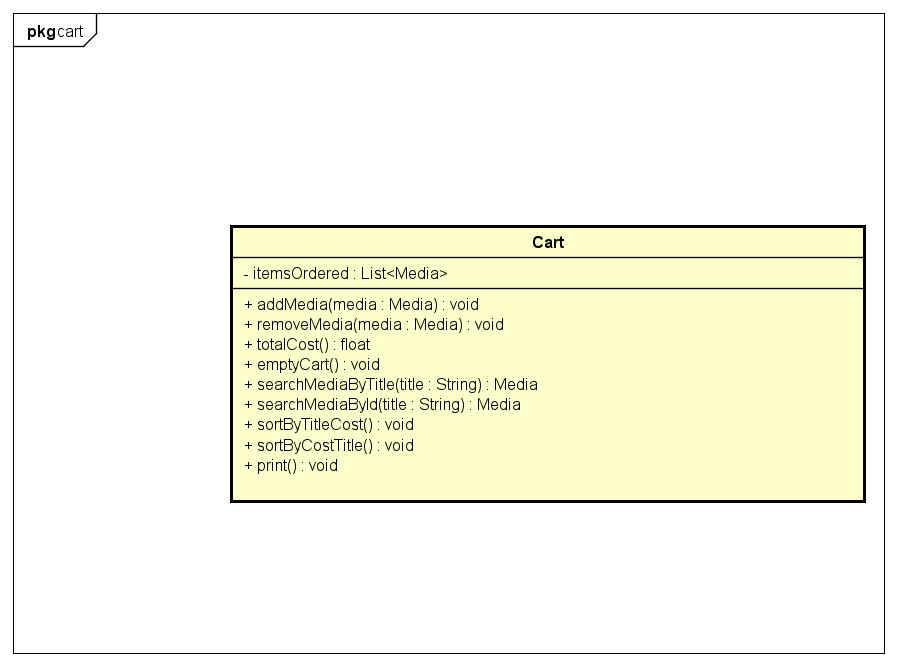 pkg cart
Cart
- itemsOrdered : List<Media>
+ addMedia(media : Media) : void
+ removeMedia(media : Media) : void
+ totalCost() : float
+ emptyCart() : void
+ searchMediaByTitle(title : String) : Media
+ searchMediaById(title : String) : Media
+ sortByTitleCost() : void
+ sortByCostTitle() : void
+ print() : void